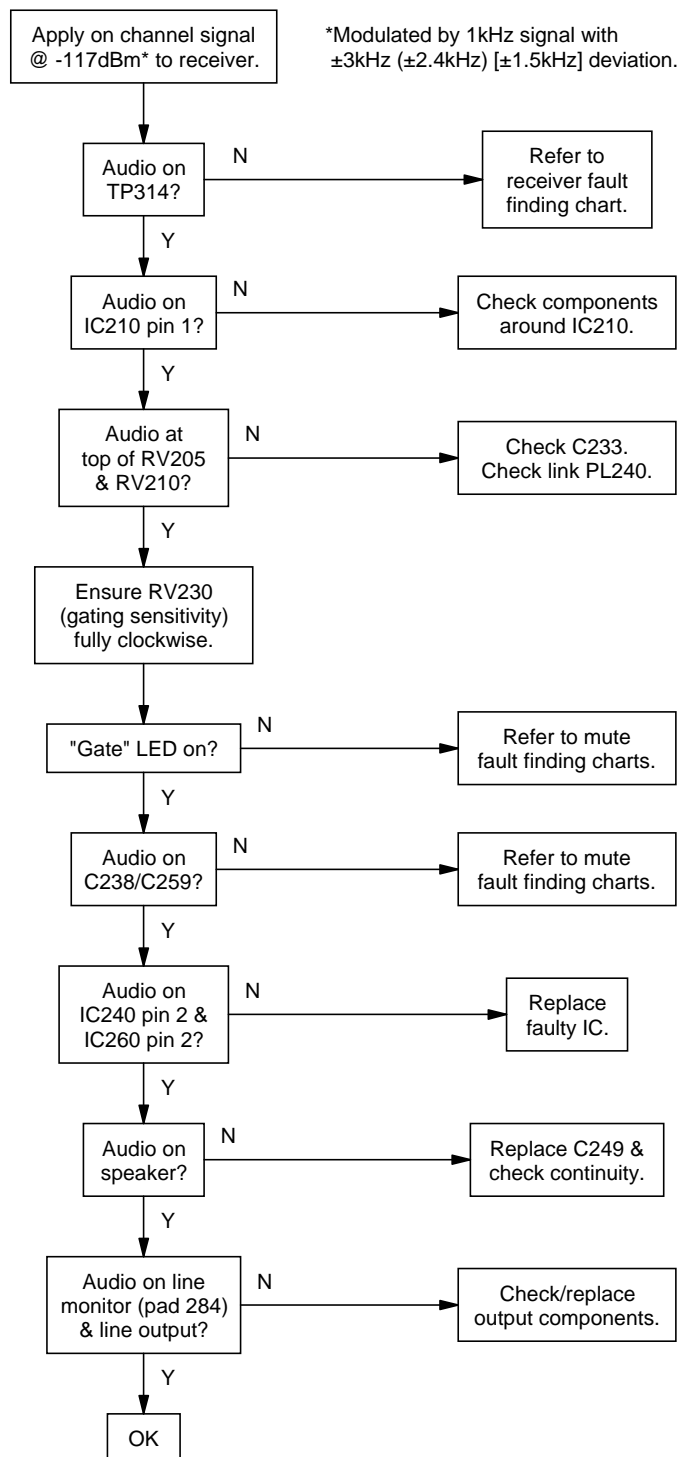 Apply on channel signal
@ -117dBm* to receiver.
*Modulated by 1kHz signal with
±3kHz (±2.4kHz) [±1.5kHz] deviation.
Audio on
TP314?
N
Refer to
receiver fault
finding chart.
Y
Audio on
IC210 pin 1?
N
Check components
around IC210.
Y
Audio at
top of RV205
& RV210?
N
Check C233.
Check link PL240.
Y
Ensure RV230
(gating sensitivity)
fully clockwise.
"Gate" LED on?
N
Refer to mute
fault finding charts.
Y
Audio on
C238/C259?
N
Refer to mute
fault finding charts.
Y
Audio on
IC240 pin 2 &
IC260 pin 2?
N
Replace
faulty IC.
Y
Audio on
speaker?
N
Replace C249 &
check continuity.
Y
Audio on line
monitor (pad 284)
& line output?
N
Check/replace
output components.
Y
OK